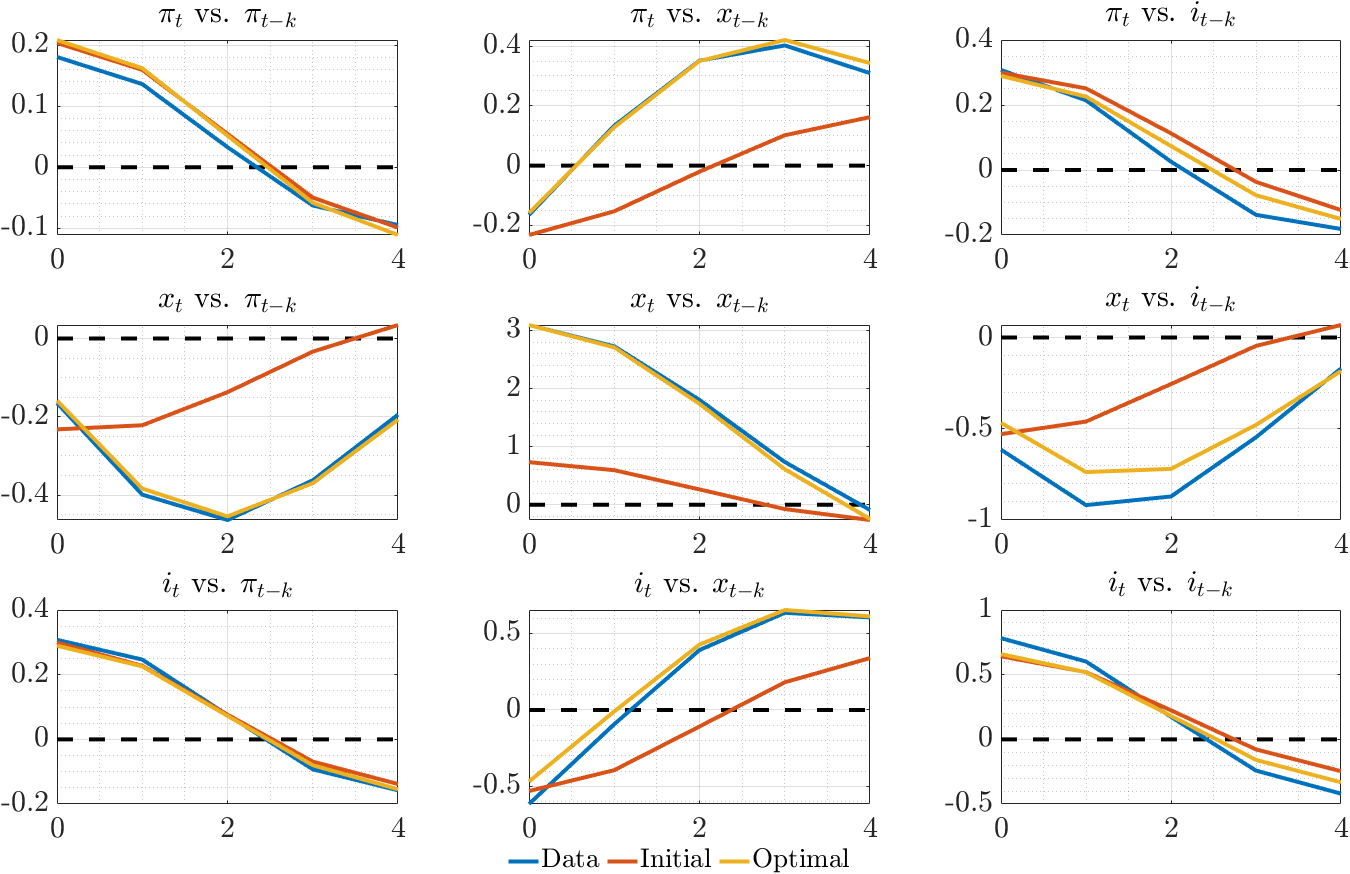 π_t vs. π_{t−k}
0.2
0.1
0
-0.1
0 2 4
π_t vs. x_{t−k}
0.4
0.2
0
-0.2
0 2 4
π_t vs. i_{t−k}
0.4
0.2
0
-0.2
0 2 4
x_t vs. π_{t−k}
0
-0.2
-0.4
0 2 4
x_t vs. x_{t−k}
3
2
1
0
0 2 4
x_t vs. i_{t−k}
0
-0.5
-1
0 2 4
i_t vs. π_{t−k}
0.4
0.2
0
-0.2
0 2 4
i_t vs. x_{t−k}
0.5
0
-0.5
0 2 4
i_t vs. i_{t−k}
1
0.5
0
-0.5
0 2 4
Data Initial Optimal